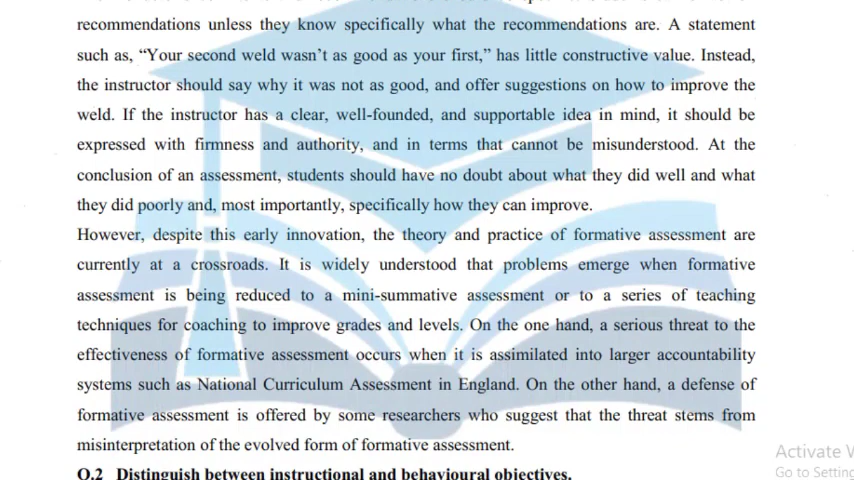 recommendations unless they know specifically what the recommendations are. A statement
such as, “Your second weld wasn’t as good as your first,” has little constructive value. Instead,
the instructor should say why it was not as good, and offer suggestions on how to improve the
weld. If the instructor has a clear, well-founded, and supportable idea in mind, it should be
expressed with firmness and authority, and in terms that cannot be misunderstood. At the
conclusion of an assessment, students should have no doubt about what they did well and what
they did poorly and, most importantly, specifically how they can improve.
However, despite this early innovation, the theory and practice of formative assessment are
currently at a crossroads. It is widely understood that problems emerge when formative
assessment is being reduced to a mini-summative assessment or to a series of teaching
techniques for coaching to improve grades and levels. On the one hand, a serious threat to the
effectiveness of formative assessment occurs when it is assimilated into larger accountability
systems such as National Curriculum Assessment in England. On the other hand, a defense of
formative assessment is offered by some researchers who suggest that the threat stems from
misinterpretation of the evolved form of formative assessment.
Q.2 Distinguish between instructional and behavioural objectives.
Activate W
Go to Setting